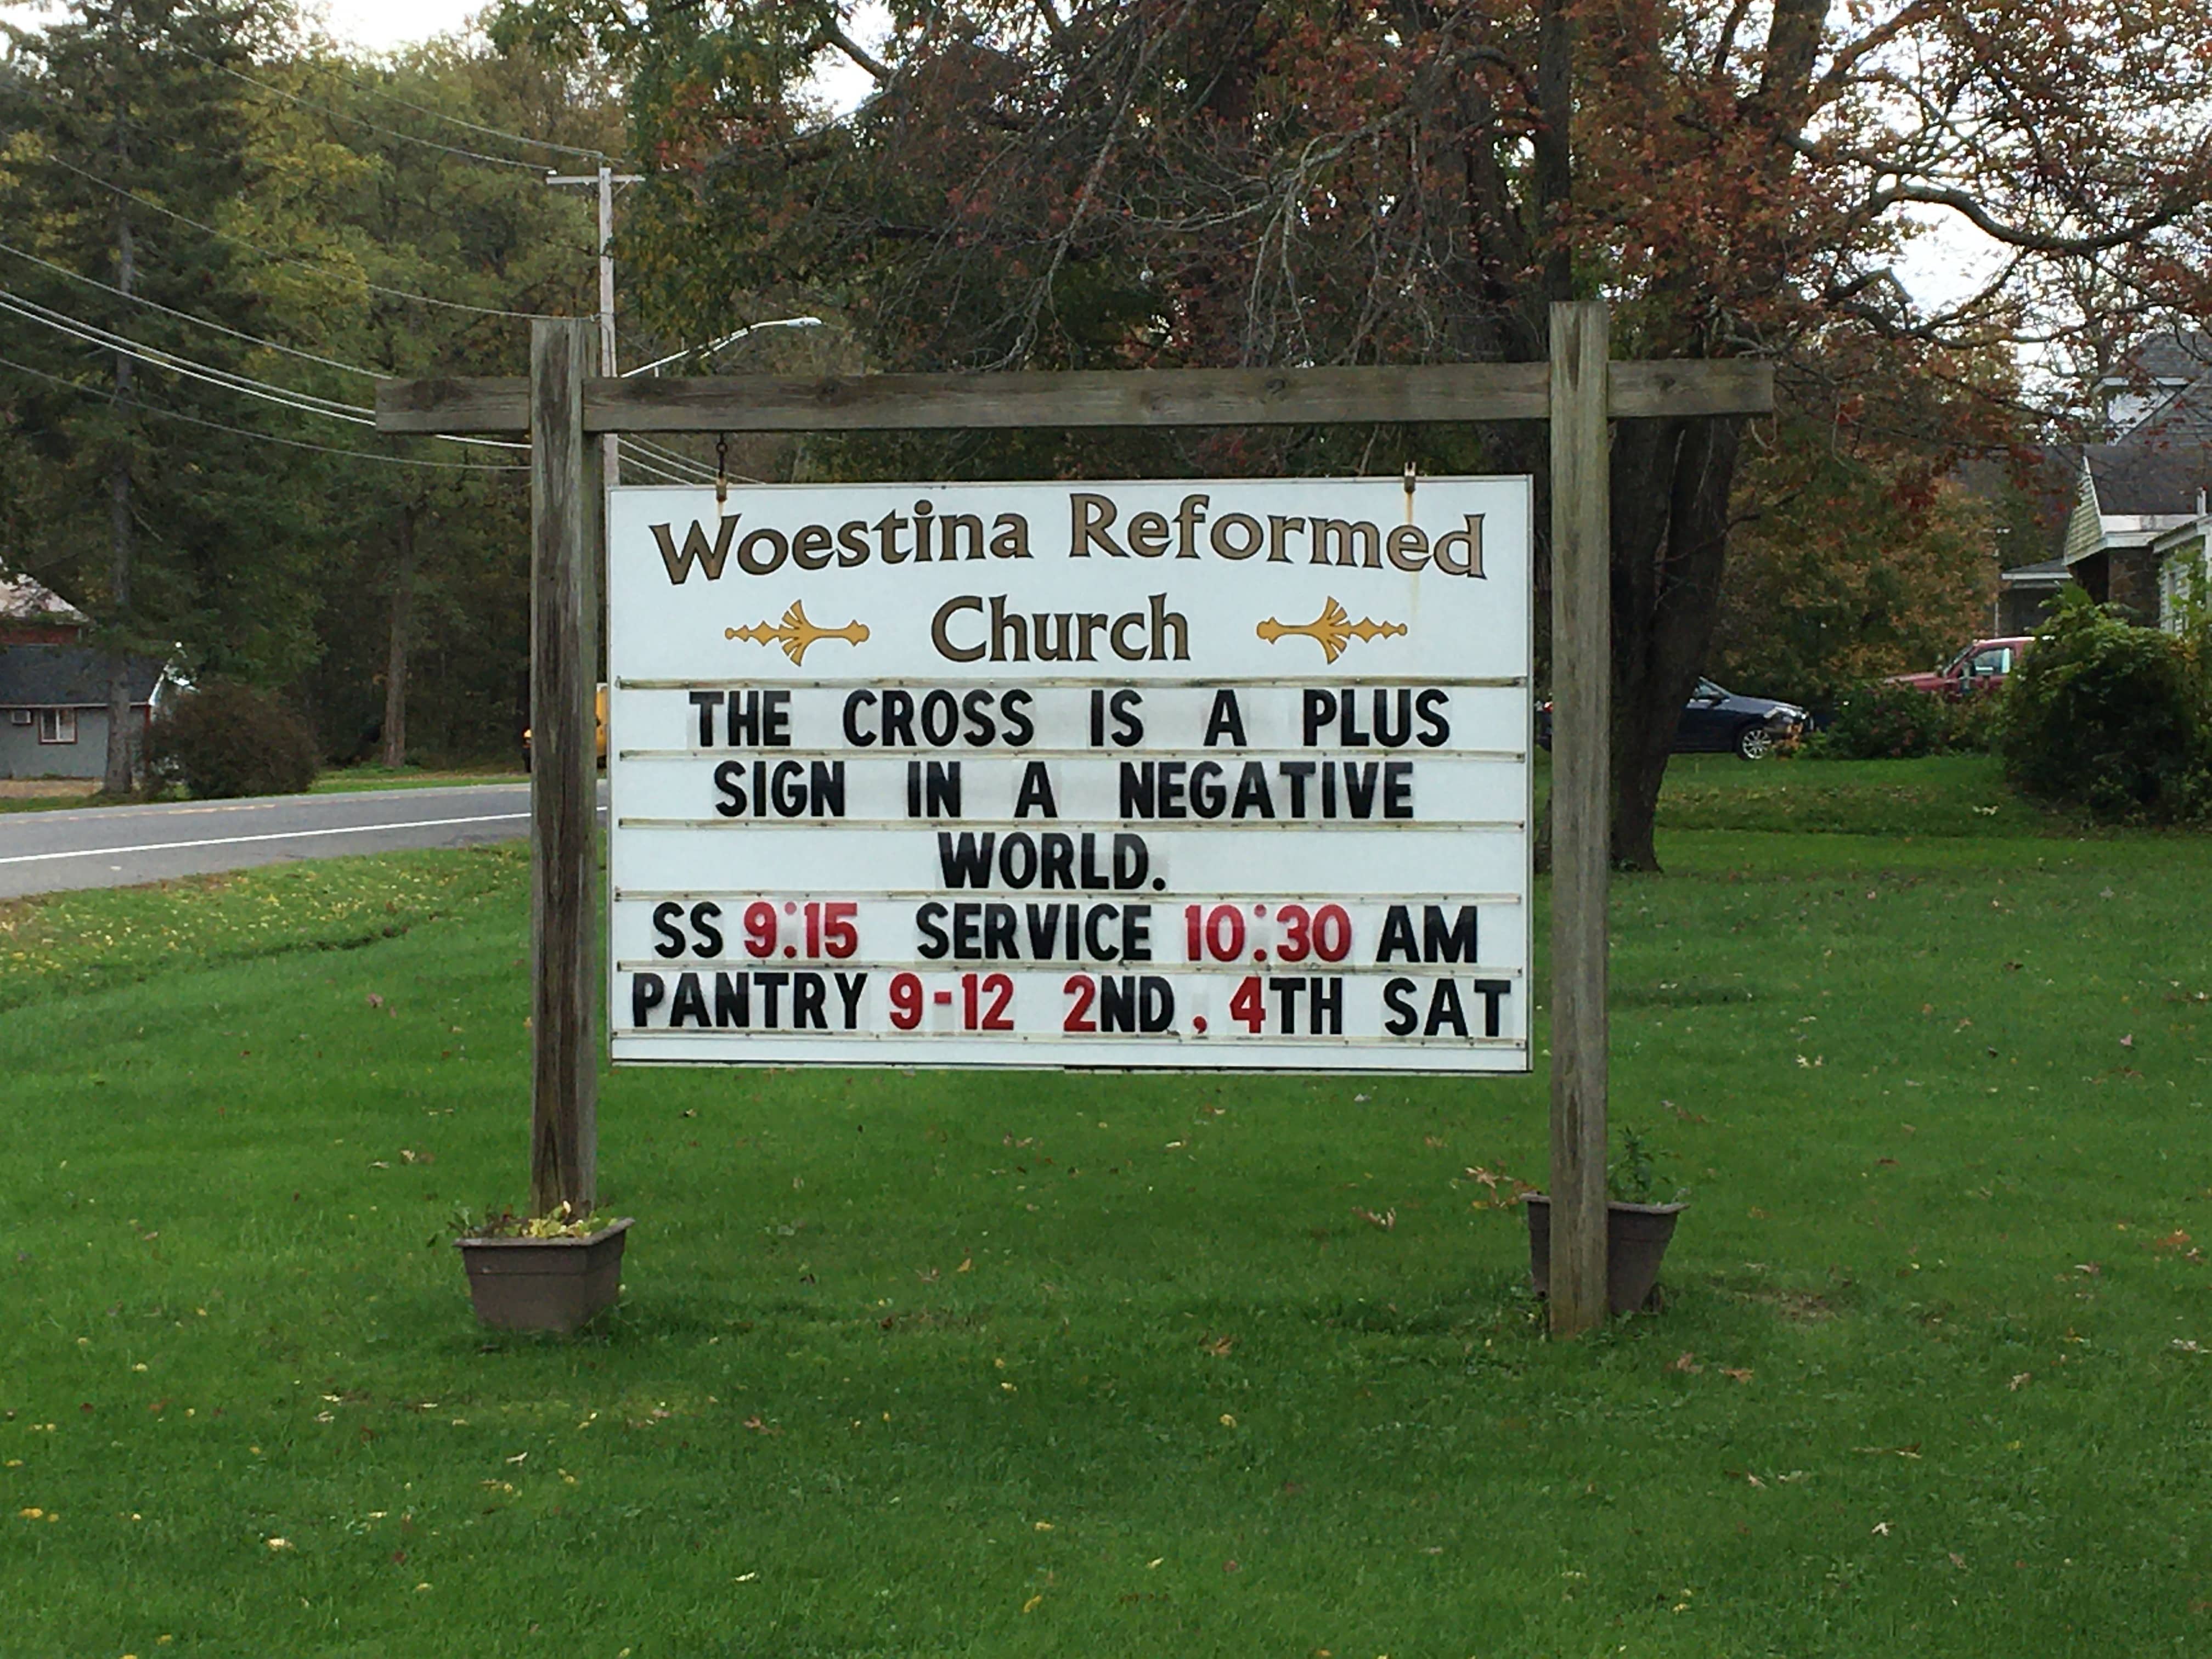 Woestina Reformed
Church
THE CROSS IS A PLUS
SIGN IN A NEGATIVE
WORLD.
SS 9:15 SERVICE 10:30 AM
PANTRY 9-12 2ND, 4TH SAT